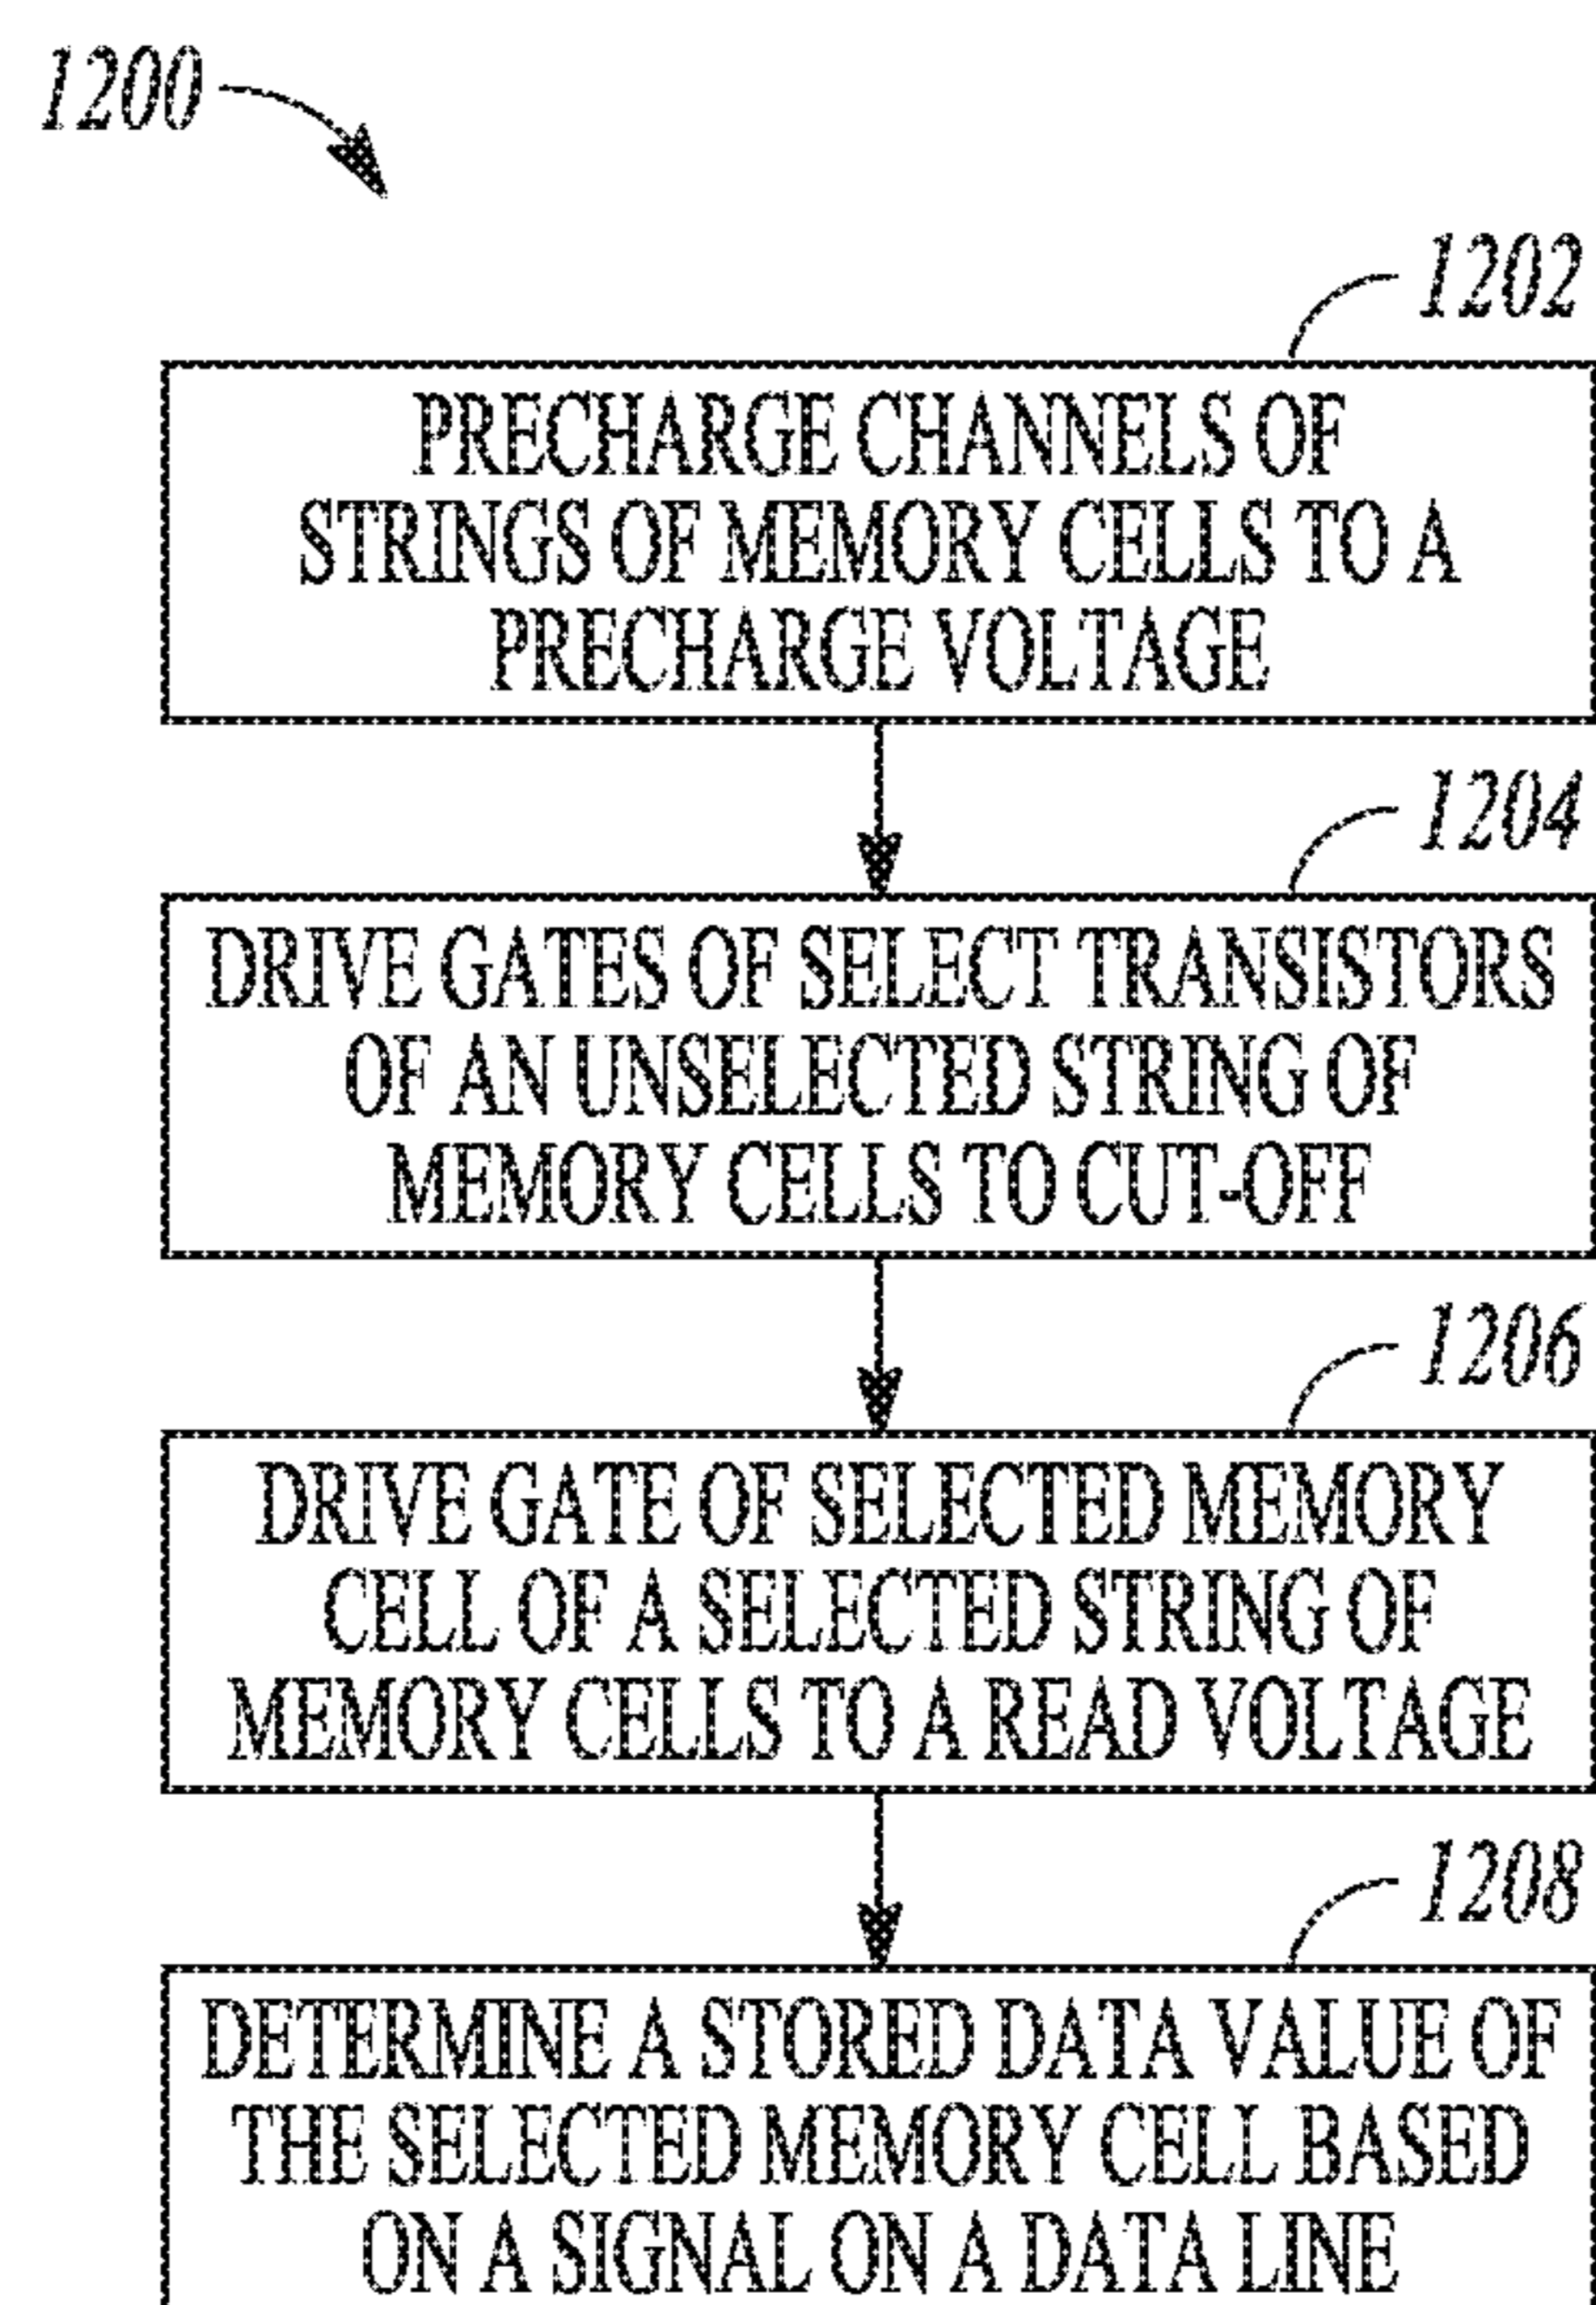 1200
1202
PRECHARGE CHANNELS OF
STRINGS OF MEMORY CELLS TO A
PRECHARGE VOLTAGE
1204
DRIVE GATES OF SELECT TRANSISTORS
OF AN UNSELECTED STRING OF
MEMORY CELLS TO CUT-OFF
1206
DRIVE GATE OF SELECTED MEMORY
CELL OF A SELECTED STRING OF
MEMORY CELLS TO A READ VOLTAGE
1208
DETERMINE A STORED DATA VALUE OF
THE SELECTED MEMORY CELL BASED
ON A SIGNAL ON A DATA LINE